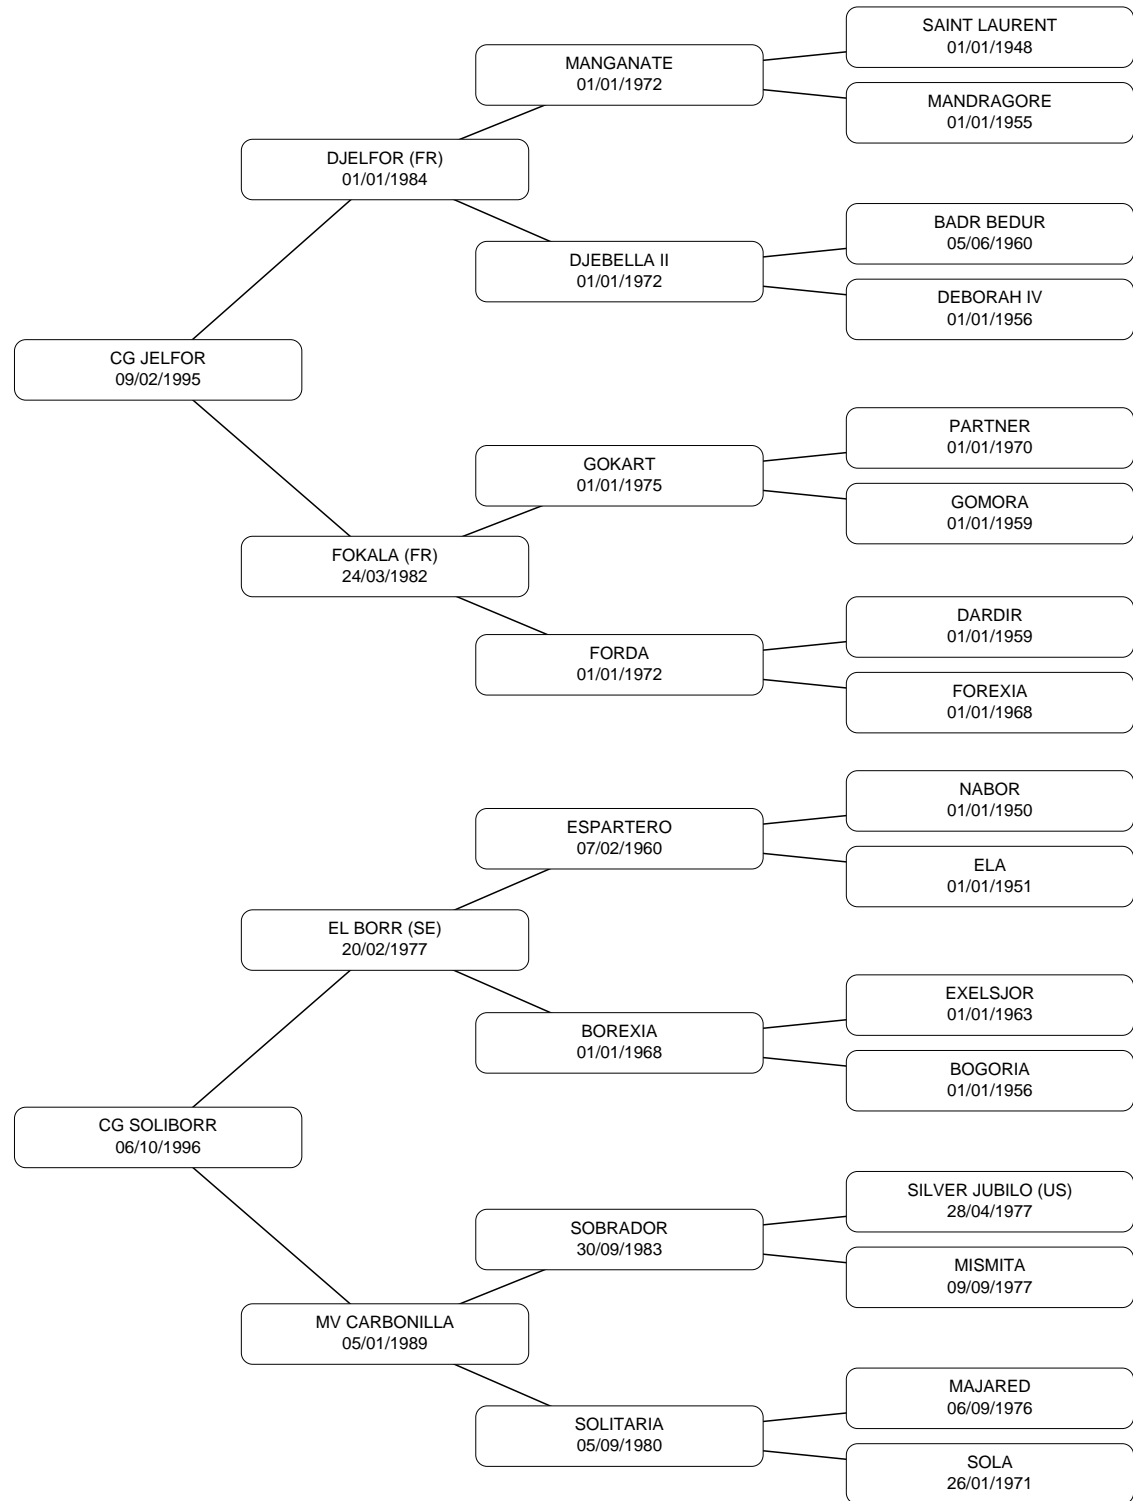 SAINT LAURENT
01/01/1948
MANGANATE
01/01/1972
MANDRAGORE
01/01/1955
DJELFOR (FR)
01/01/1984
BADR BEDUR
05/06/1960
DJEBELLA II
01/01/1972
DEBORAH IV
01/01/1956
CG JELFOR
09/02/1995
PARTNER
01/01/1970
GOKART
01/01/1975
GOMORA
01/01/1959
FOKALA (FR)
24/03/1982
DARDIR
01/01/1959
FORDA
01/01/1972
FOREXIA
01/01/1968
NABOR
01/01/1950
ESPARTERO
07/02/1960
ELA
01/01/1951
EL BORR (SE)
20/02/1977
EXELSJOR
01/01/1963
BOREXIA
01/01/1968
BOGORIA
01/01/1956
CG SOLIBORR
06/10/1996
SILVER JUBILO (US)
28/04/1977
SOBRADOR
30/09/1983
MISMITA
09/09/1977
MV CARBONILLA
05/01/1989
MAJARED
06/09/1976
SOLITARIA
05/09/1980
SOLA
26/01/1971